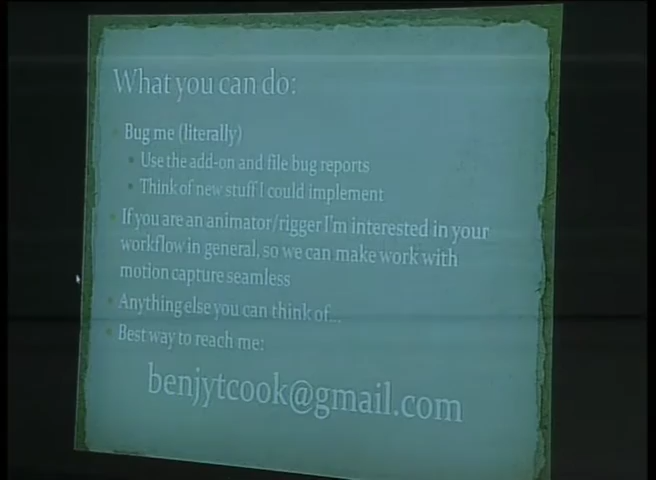 What you can do:
Bug me (literally)
Use the add-on and file bug reports
Think of new stuff I could implement
If you are an animator/rigger I'm interested in your
workflow in general, so we can make work with
motion capture seamless
Anything else you can think of...
Best way to reach me:
benjytcook@gmail.com